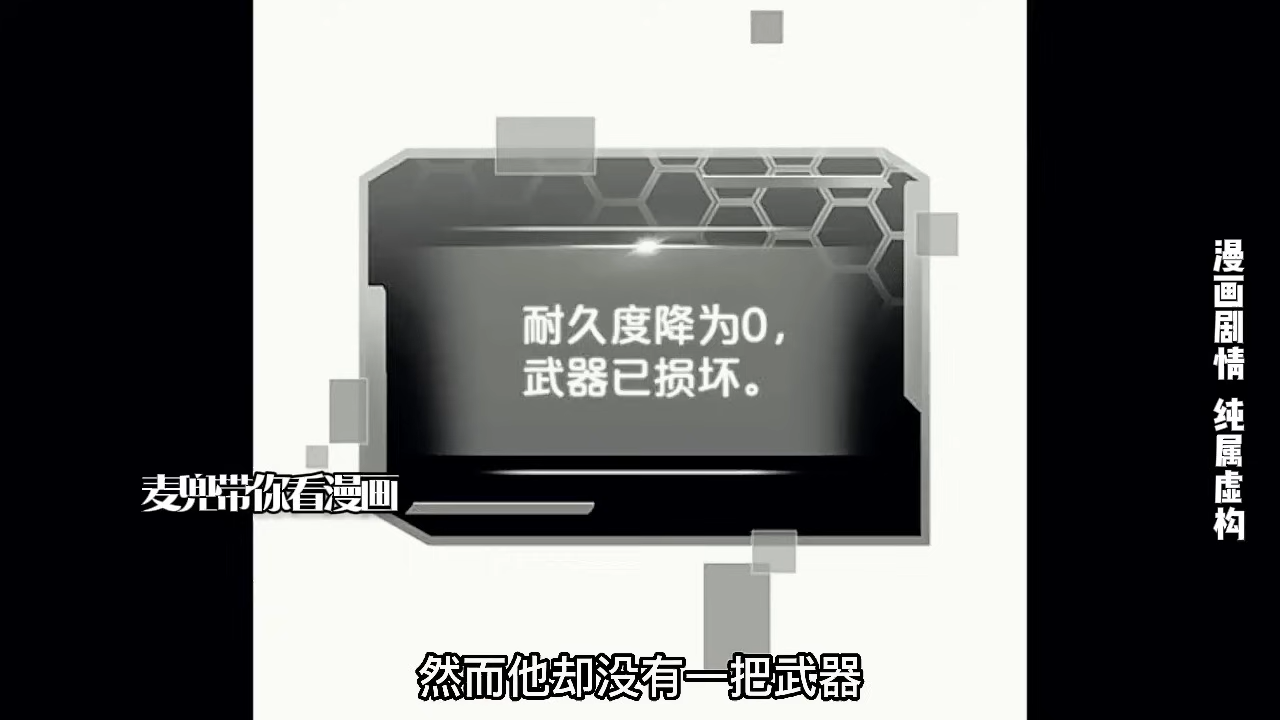 耐久度降为0，
武器已损坏。
麦兜带你看漫画
漫画剧情 纯属虚构
然而他却没有一把武器